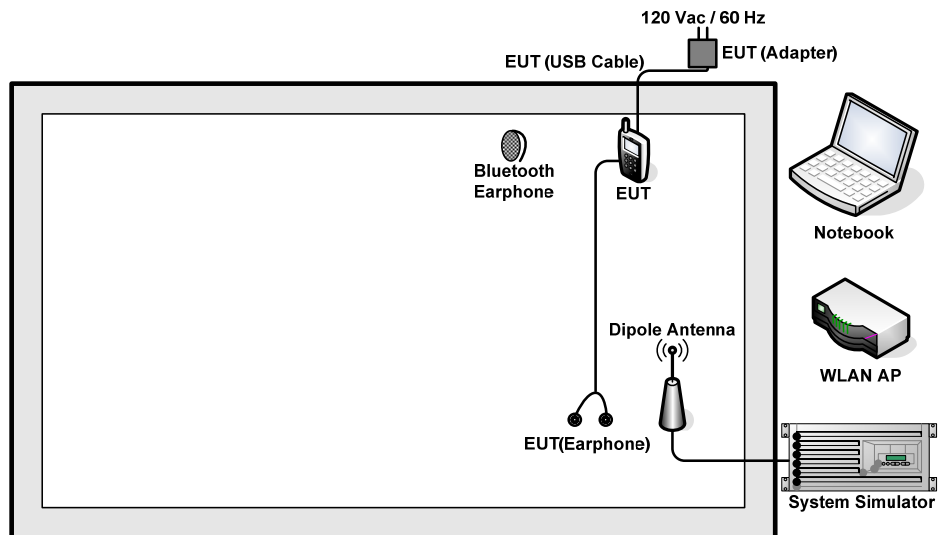 120 Vac / 60 Hz
EUT (USB Cable)
EUT (Adapter)
Bluetooth
Earphone
EUT
Notebook
Dipole Antenna
WLAN AP
EUT(Earphone)
System Simulator